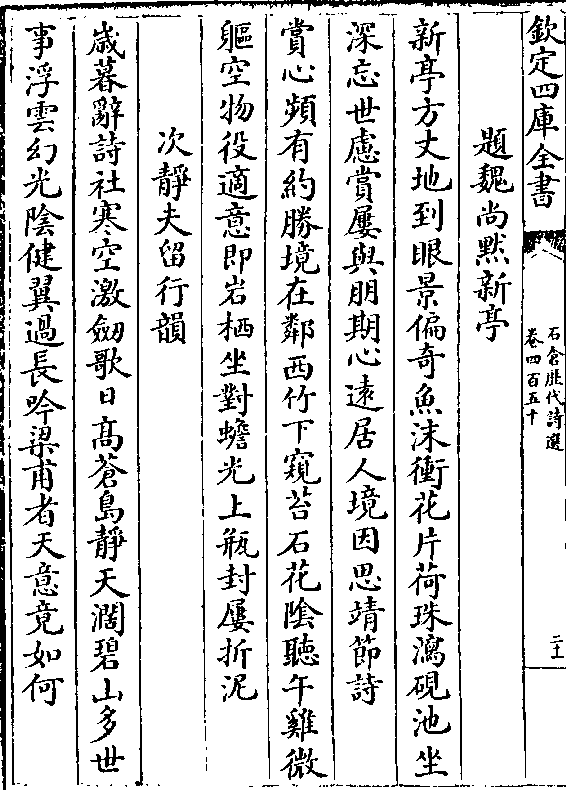 欽定四庫全書
石倉歷代詩選
卷四百五十
二十
題魏尚黙新亭
新亭方丈地到眼景偏奇魚沫衝花片荷珠瀉硯池坐
深忘世慮賞屢與朋期心遠居人境因思靖節詩
賞心頻有約勝境在鄰西竹下窺苔石花陰聽午雞微
軀空物役適意即岩栖坐對蟾光上瓶封屢折泥
次靜夫留行韻
歲暮辭詩社寒空激劒歌日髙蒼島靜天濶碧山多世
事浮雲幻光陰健翼過長吟梁甫者天意竟如何